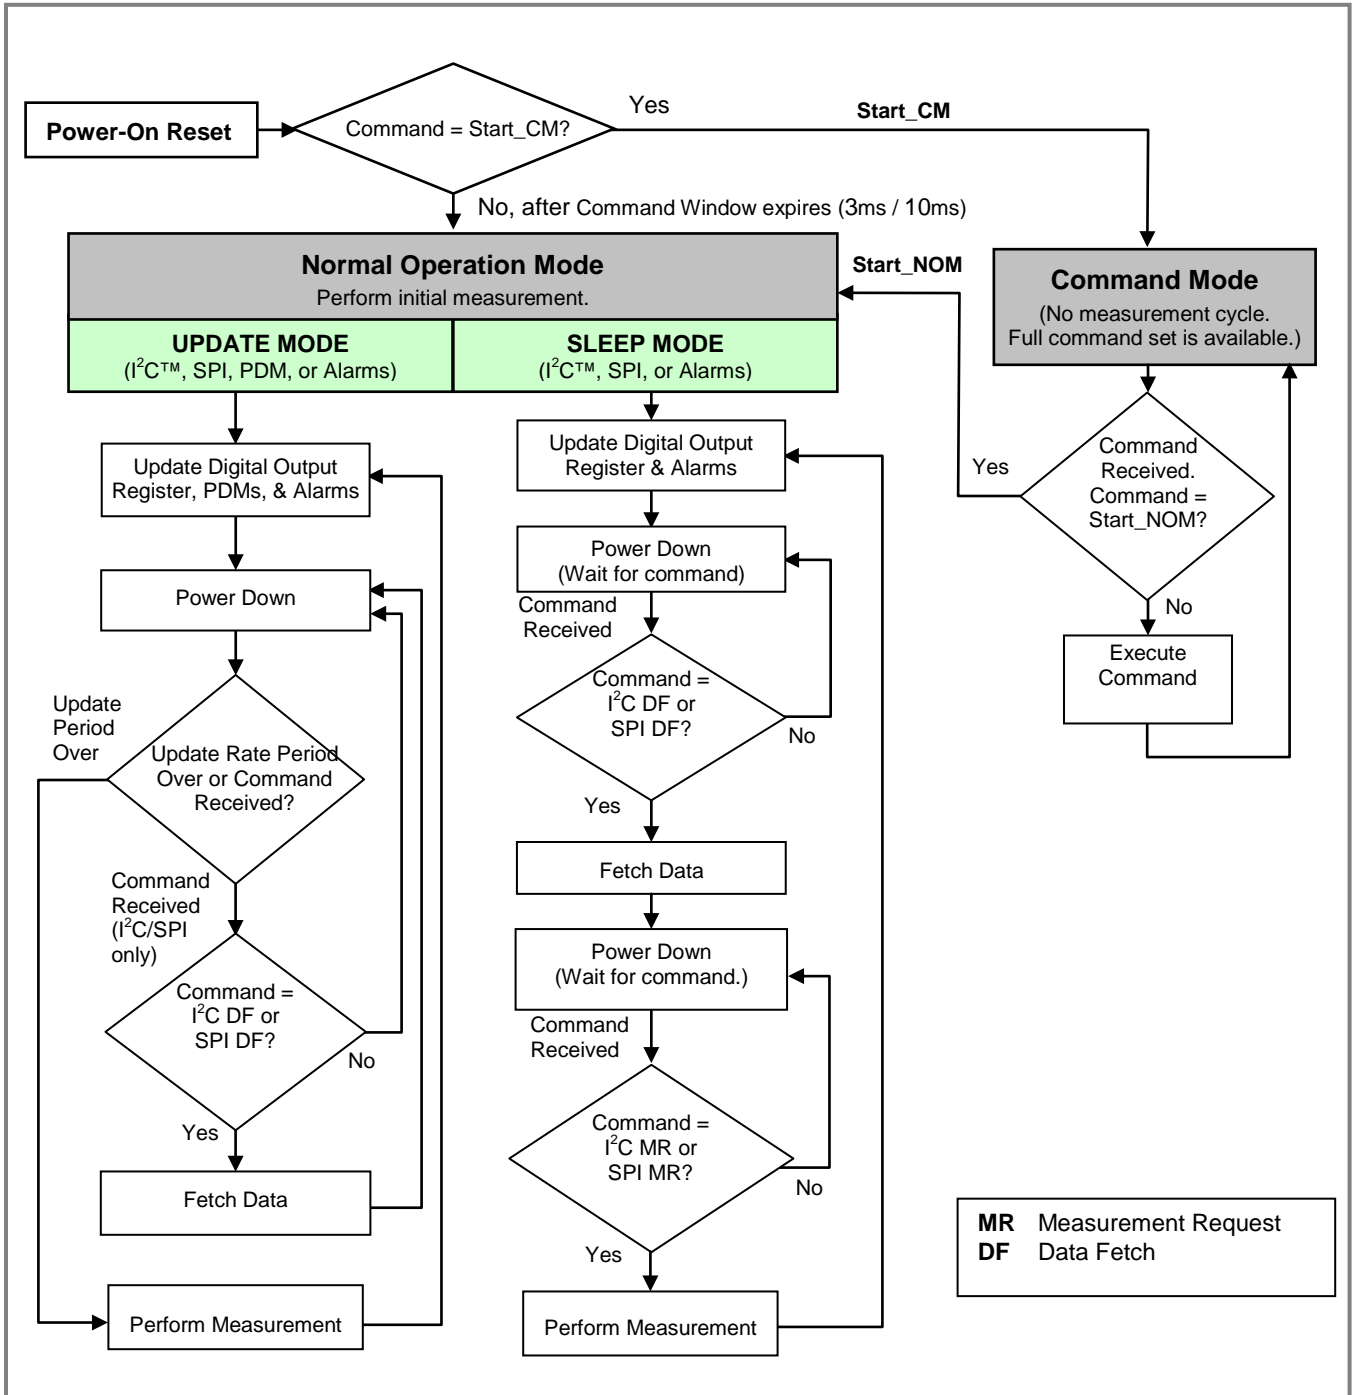 Power-On Reset
Command = Start_CM?
Yes
Start_CM
No, after Command Window expires (3ms / 10ms)
Normal Operation Mode
Perform initial measurement.
UPDATE MODE
(I²C™, SPI, PDM, or Alarms)
SLEEP MODE
(I²C™, SPI, or Alarms)
Start_NOM
Command Mode
(No measurement cycle.
Full command set is available.)
Update Digital Output
Register, PDMs, & Alarms
Power Down
Update
Period
Over
Update Rate Period
Over or Command
Received?
Command
Received
(I²C/SPI
only)
Command =
I²C DF or
SPI DF?
No
Yes
Fetch Data
Perform Measurement
Update Digital Output
Register & Alarms
Power Down
(Wait for command)
Command
Received
Command =
I²C DF or
SPI DF?
No
Yes
Fetch Data
Power Down
(Wait for command.)
Command
Received
Command =
I²C MR or
SPI MR?
No
Yes
Perform Measurement
Command
Received.
Command =
Start_NOM?
Yes
No
Execute
Command
MR Measurement Request
DF Data Fetch